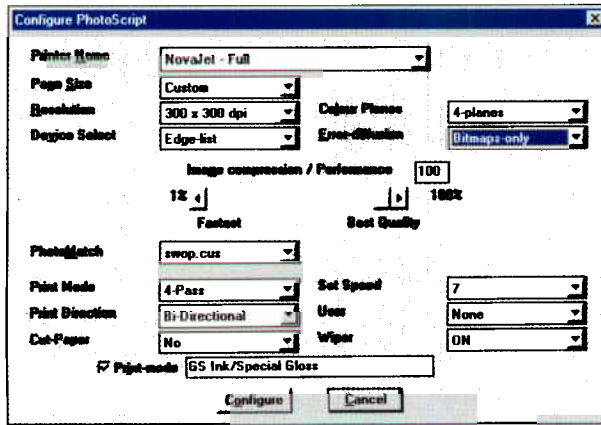 Configure PhotoScript
Printer Name NovaJet - Full
Page Size Custom
Resolution 300 x 300 dpi Colour Planes 4-planes
Device Select Edge-list Error-diffusion Bitmaps-only
Image compression / Performance 100
1% 100%
Fastest Best Quality
PhotoMatch swop.cus
Print Mode 4-Pass Set Speed 7
Print Direction Bi-Directional User None
Cut-Paper No Wiper ON
Print-mode GS Ink/Special Gloss
Configure Cancel